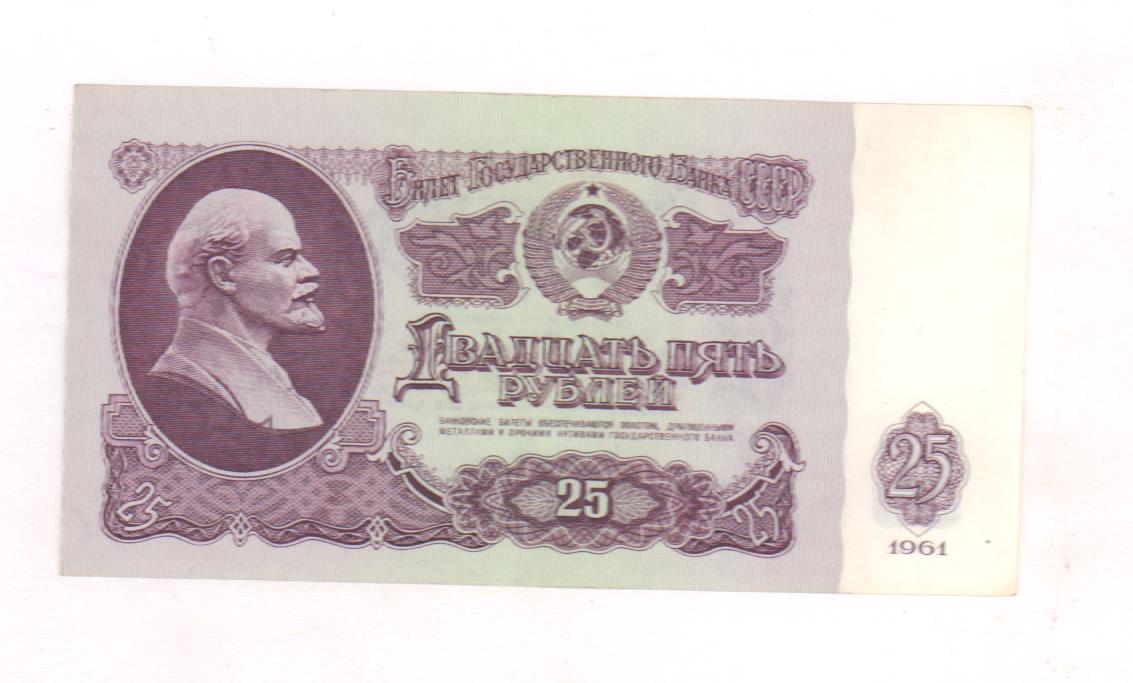 Билет Государственного Банка СССР
Двадцать пять
рублей
БАНКОВСКИЕ БИЛЕТЫ ОБЕСПЕЧИВАЮТСЯ ЗОЛОТОМ, ДРАГОЦЕННЫМИ
МЕТАЛЛАМИ И ПРОЧИМИ АКТИВАМИ ГОСУДАРСТВЕННОГО БАНКА
25
25
25
25
1961